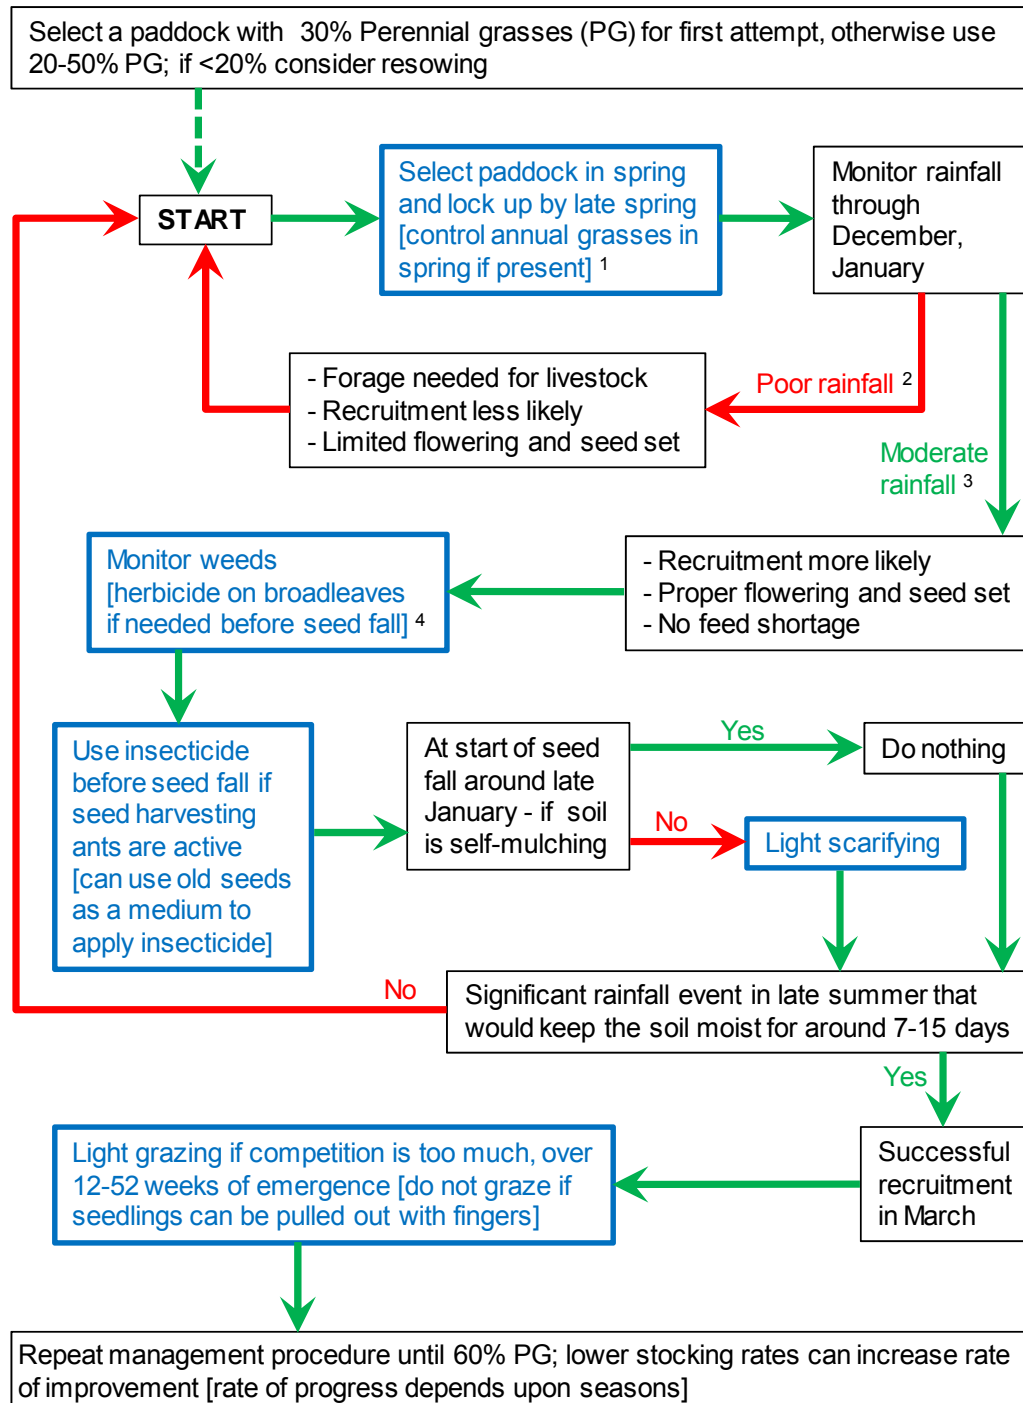 Select a paddock with 30% Perennial grasses (PG) for first attempt, otherwise use
20-50% PG; if <20% consider resowing
START
Select paddock in spring
and lock up by late spring
[control annual grasses in
spring if present] 1
Monitor rainfall
through
December,
January
- Forage needed for livestock
- Recruitment less likely
- Limited flowering and seed set
Poor rainfall 2
Moderate
rainfall 3
Monitor weeds
[herbicide on broadleaves
if needed before seed fall] 4
- Recruitment more likely
- Proper flowering and seed set
- No feed shortage
Use insecticide
before seed fall if
seed harvesting
ants are active
[can use old seeds
as a medium to
apply insecticide]
At start of seed
fall around late
January - if soil
is self-mulching
Yes
Do nothing
No
Light scarifying
No
Significant rainfall event in late summer that
would keep the soil moist for around 7-15 days
Yes
Light grazing if competition is too much, over
12-52 weeks of emergence [do not graze if
seedlings can be pulled out with fingers]
Successful
recruitment
in March
Repeat management procedure until 60% PG; lower stocking rates can increase rate
of improvement [rate of progress depends upon seasons]